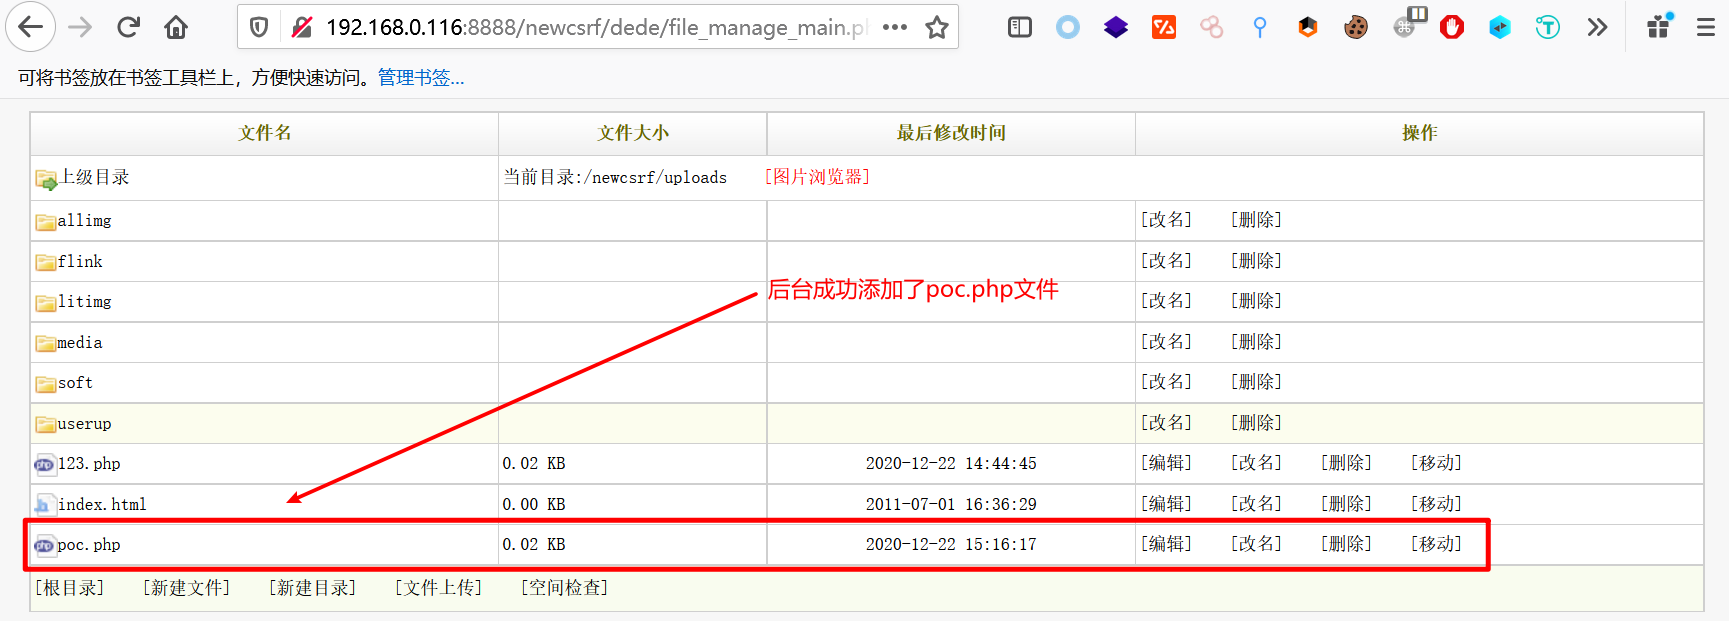 192.168.0.116:8888/newcsrf/dede/file_manage_main.p
可将书签放在书签工具栏上，方便快速访问。管理书签...
文件名 文件大小 最后修改时间 操作
上级目录 当前目录:/newcsrf/uploads [图片浏览器]
allimg [改名] [删除]
flink [改名] [删除]
后台成功添加了poc.php文件
litimg [改名] [删除]
media [改名] [删除]
soft [改名] [删除]
userup [改名] [删除]
123.php 0.02 KB 2020-12-22 14:44:45 [编辑] [改名] [删除] [移动]
index.html 0.00 KB 2011-07-01 16:36:29 [编辑] [改名] [删除] [移动]
poc.php 0.02 KB 2020-12-22 15:16:17 [编辑] [改名] [删除] [移动]
[根目录] [新建文件] [新建目录] [文件上传] [空间检查]